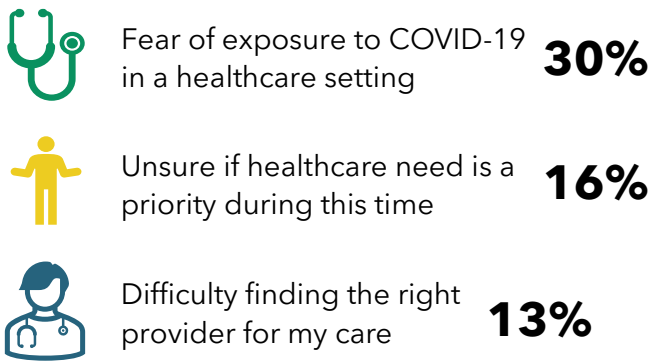 Fear of exposure to COVID-19
in a healthcare setting
30%
Unsure if healthcare need is a
priority during this time
16%
Difficulty finding the right
provider for my care
13%